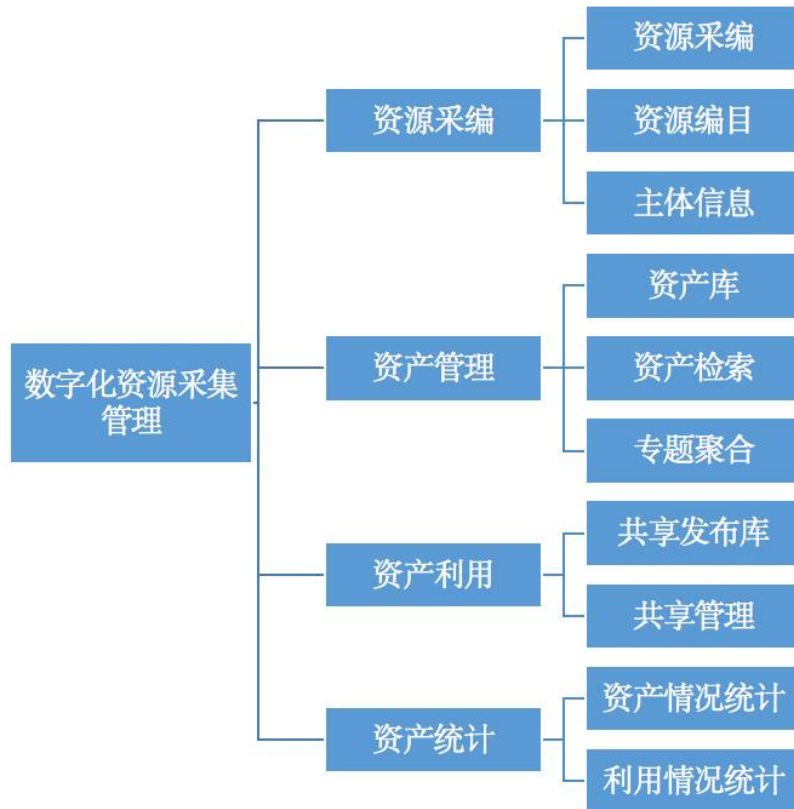 数字化资源采集
管理
资源采编
资源采编
资源编目
主体信息
资产管理
资产库
资产检索
专题聚合
资产利用
共享发布库
共享管理
资产统计
资产情况统计
利用情况统计